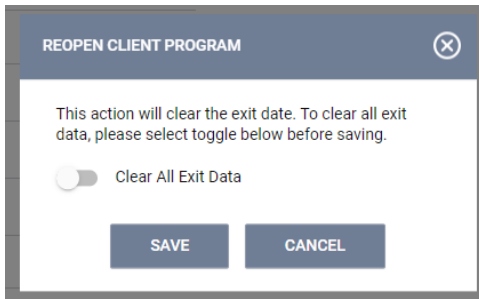 REOPEN CLIENT PROGRAM
This action will clear the exit date. To clear all exit
data, please select toggle below before saving.
Clear All Exit Data
SAVE CANCEL